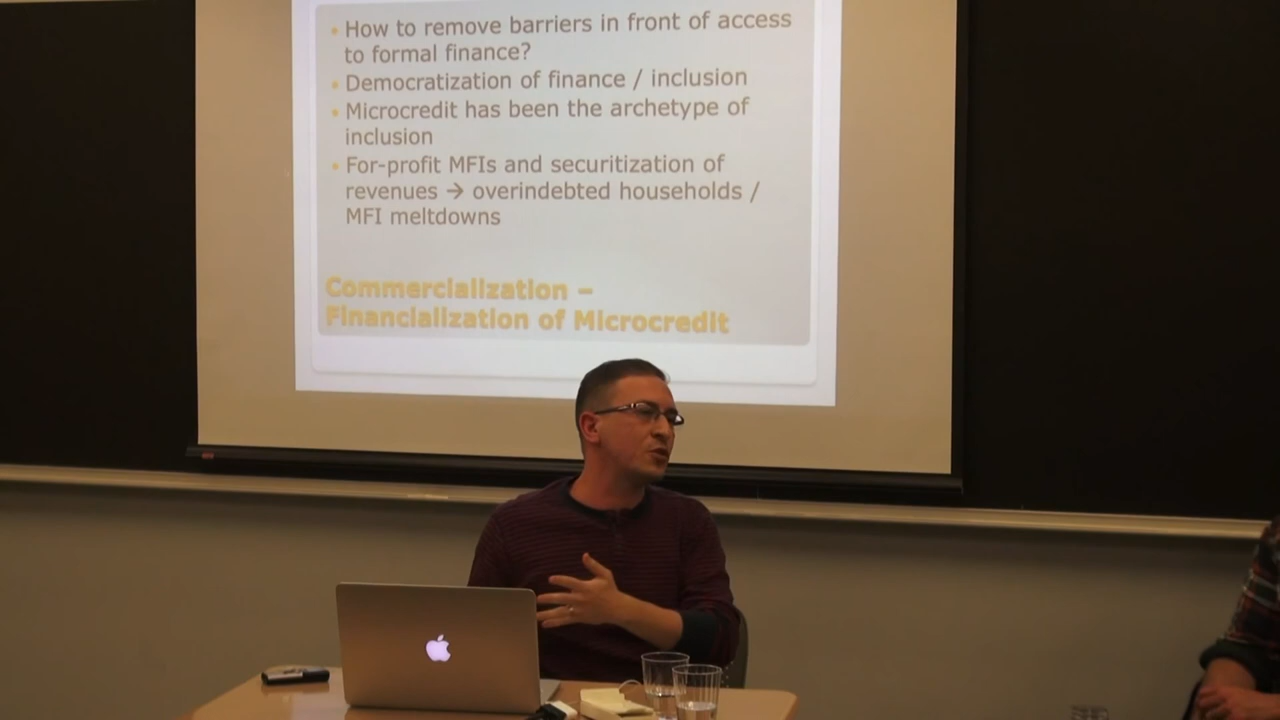 • How to remove barriers in front of access
to formal finance?
• Democratization of finance / inclusion
• Microcredit has been the archetype of
inclusion
• For-profit MFIs and securitization of
revenues → overindebted households /
MFI meltdowns
Commercialization –
Financialization of Microcredit